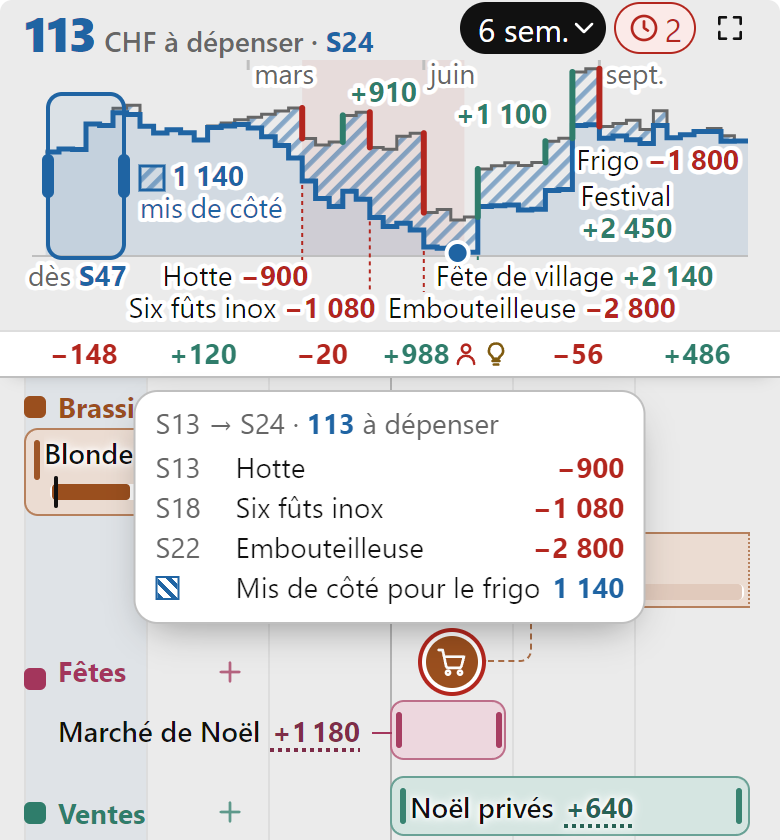 113 CHF à dépenser · S24
6 sem.
2
mars
juin
sept.
+910
+1 100
1 140
mis de côté
Frigo −1 800
Festival
+2 450
dès S47
Hotte −900
Fête de village +2 140
Six fûts inox −1 080
Embouteilleuse −2 800
−148 +120 −20 +988 −56 +486
Brassi
S13 → S24 · 113 à dépenser
Blonde
S13 Hotte −900
S18 Six fûts inox −1 080
S22 Embouteilleuse −2 800
Mis de côté pour le frigo 1 140
Fêtes +
Marché de Noël +1 180
Ventes +
Noël privés +640